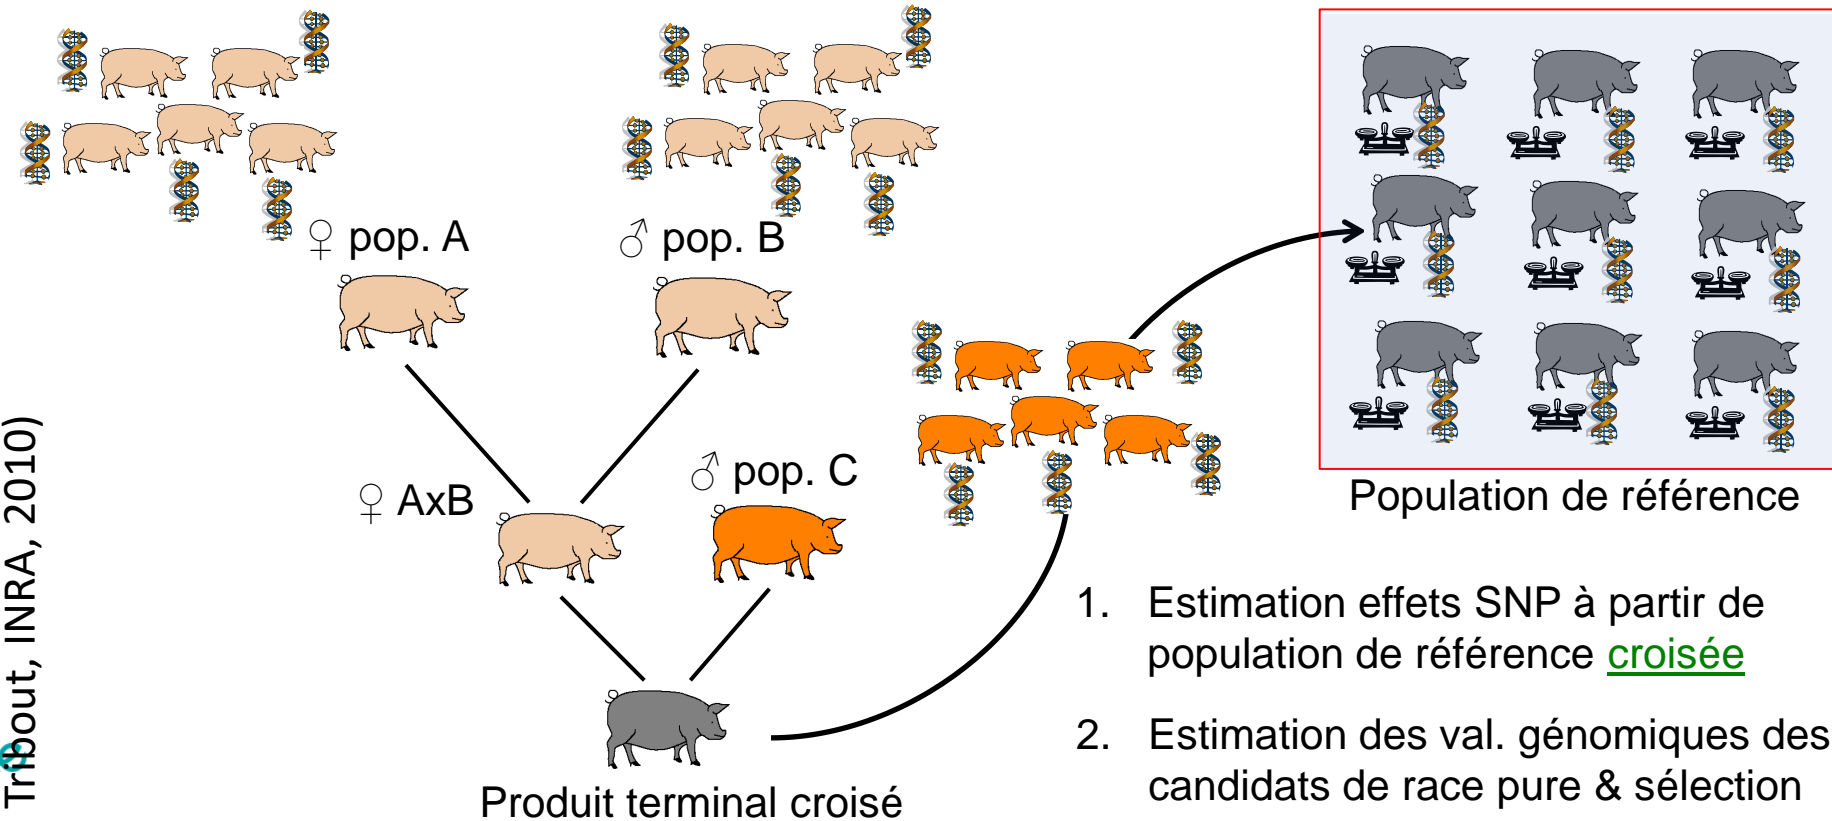 ♀ pop. A
♂ pop. B
♀ AxB
♂ pop. C
Produit terminal croisé
Population de référence
1. Estimation effets SNP à partir de
population de référence croisée
2. Estimation des val. génomiques des
candidats de race pure & sélection
Tribout, INRA, 2010)